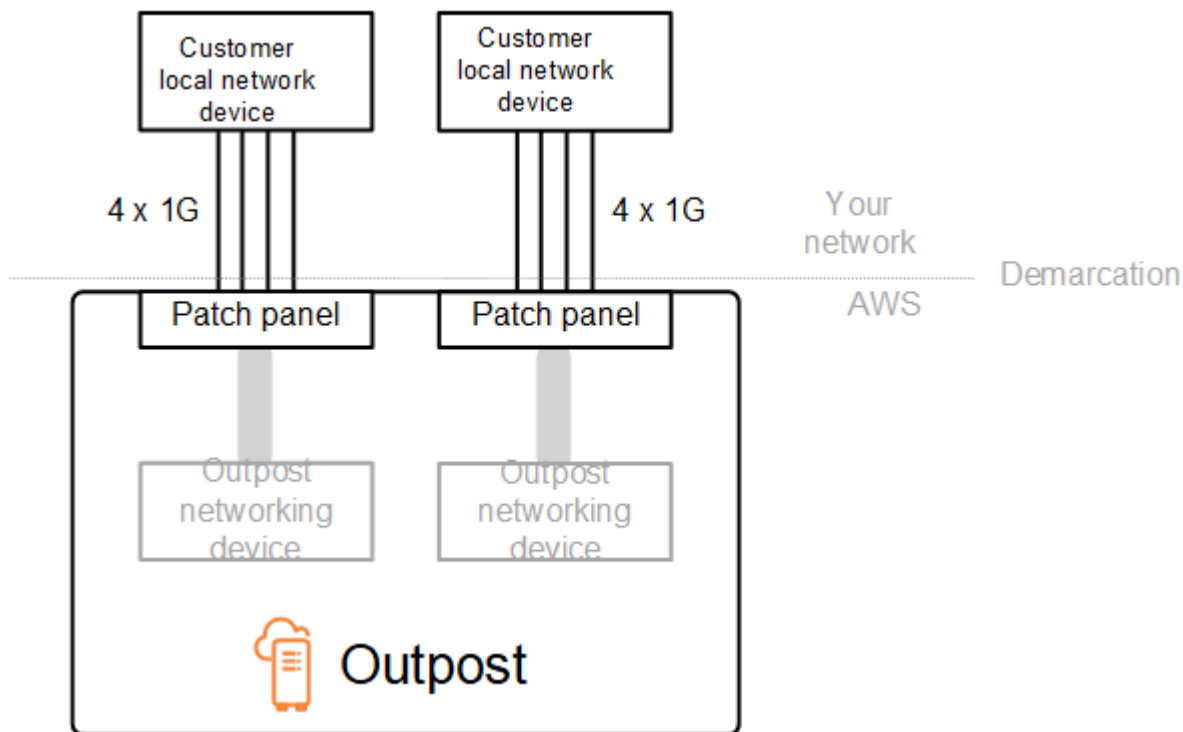 Customer
local network
device
Customer
local network
device
4 x 1G
4 x 1G
Your
network
Demarcation
AWS
Patch panel
Patch panel
Outpost
networking
device
Outpost
networking
device
Outpost